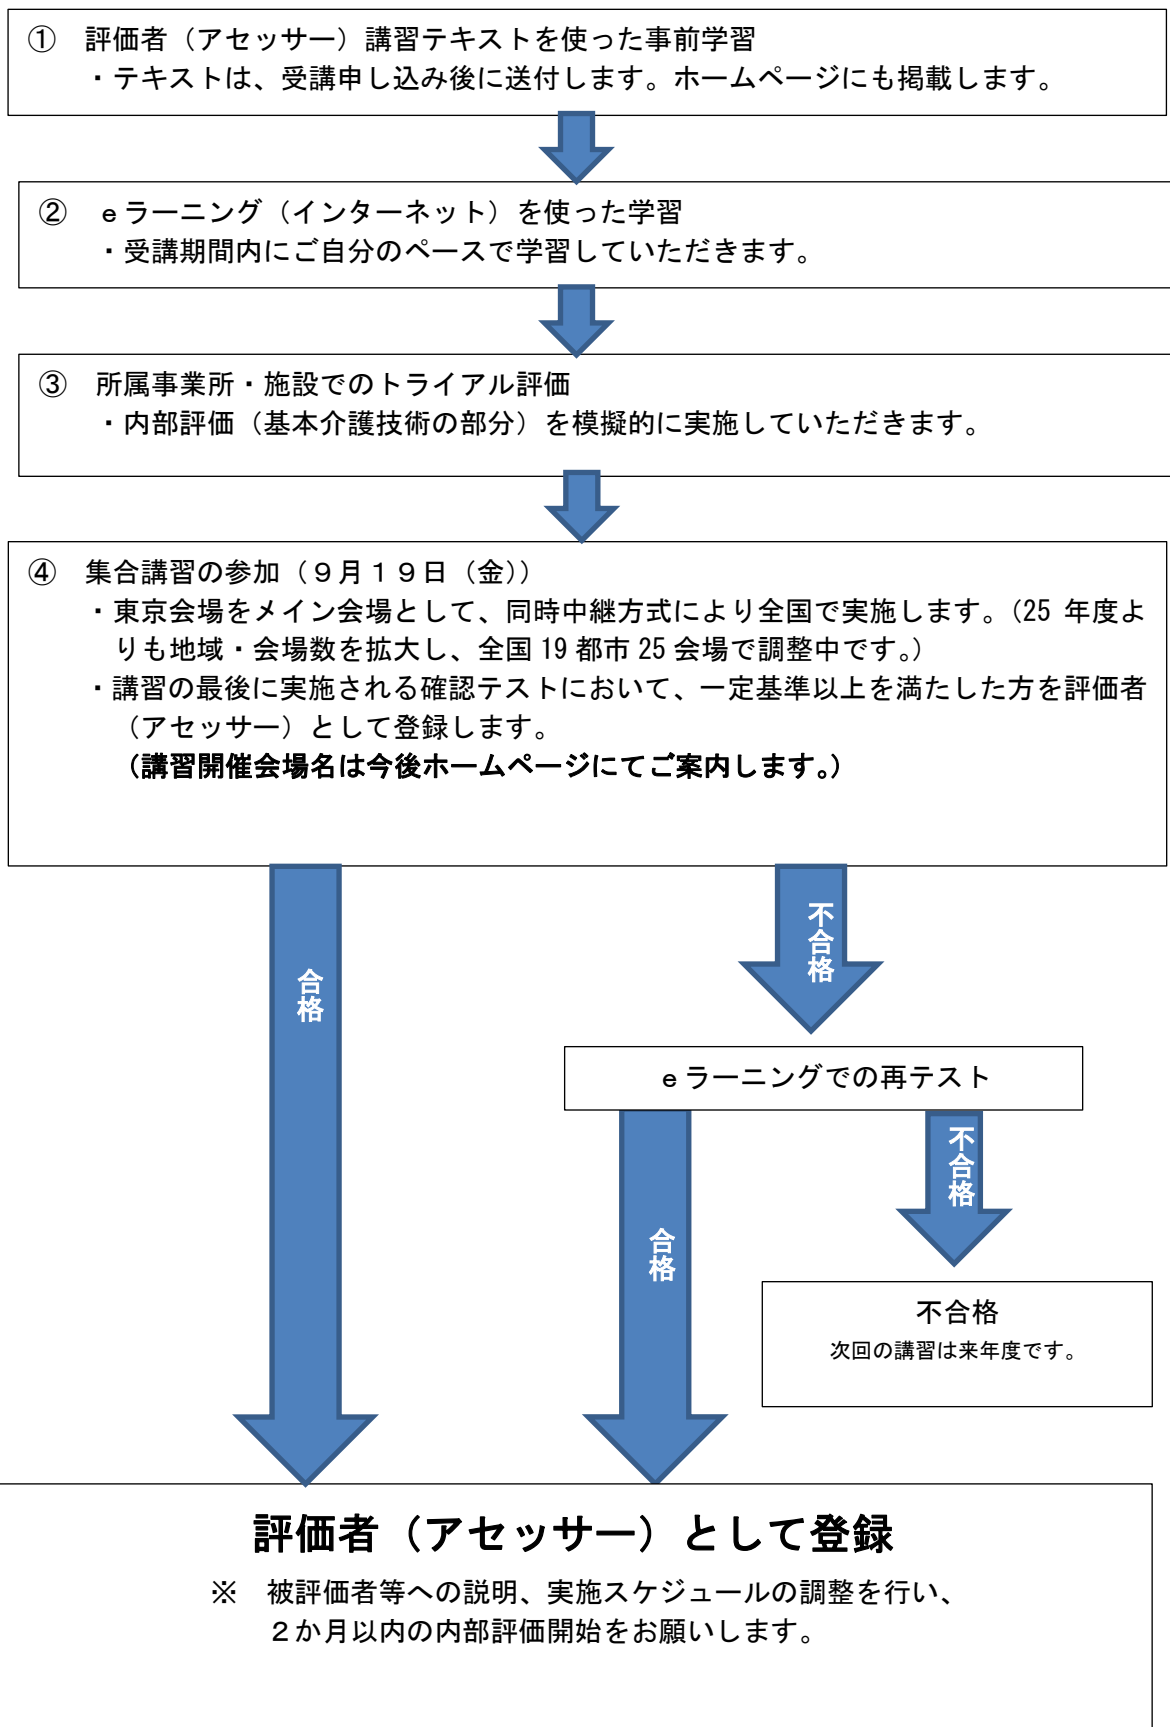 ① 評価者（アセッサー）講習テキストを使った事前学習
・テキストは、受講申し込み後に送付します。ホームページにも掲載します。
② ｅラーニング（インターネット）を使った学習
・受講期間内にご自分のペースで学習していただきます。
③ 所属事業所・施設でのトライアル評価
・内部評価（基本介護技術の部分）を模擬的に実施していただきます。
④ 集合講習の参加（９月１９日（金））
・東京会場をメイン会場として、同時中継方式により全国で実施します。（25 年度よ
りも地域・会場数を拡大し、全国 19 都市 25 会場で調整中です。）
・講習の最後に実施される確認テストにおいて、一定基準以上を満たした方を評価者
（アセッサー）として登録します。
（講習開催会場名は今後ホームページにてご案内します。）
合格
不合格
ｅラーニングでの再テスト
合格
不合格
不合格
次回の講習は来年度です。
評価者（アセッサー）として登録
※ 被評価者等への説明、実施スケジュールの調整を行い、
２か月以内の内部評価開始をお願いします。